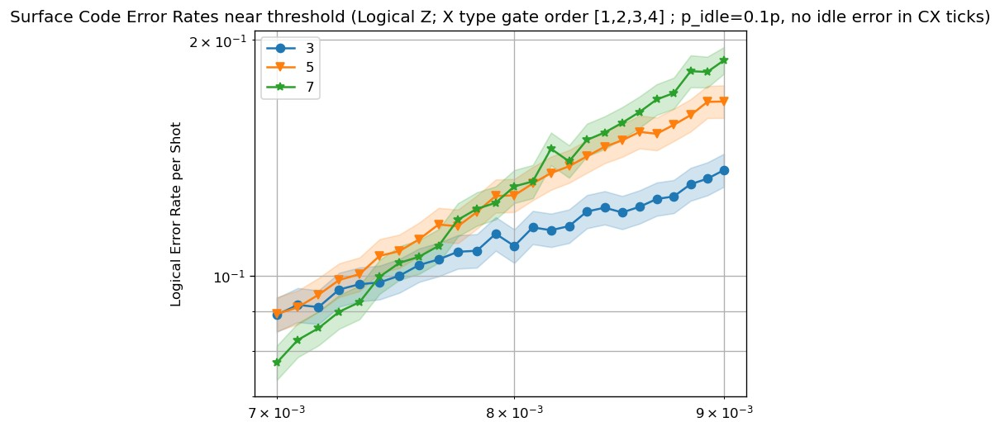 Surface Code Error Rates near threshold (Logical Z; X type gate order [1,2,3,4] ; p_idle=0.1p, no idle error in CX ticks)
2 × 10⁻¹
3
5
7
Logical Error Rate per Shot
10⁻¹
7 × 10⁻³
8 × 10⁻³
9 × 10⁻³